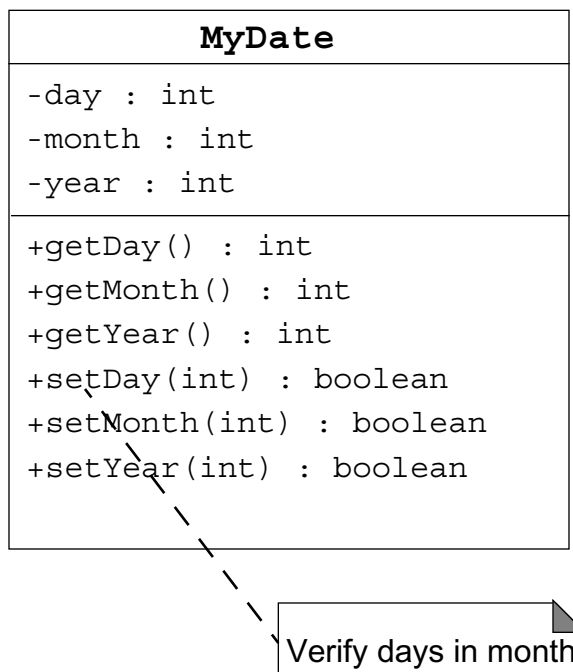 MyDate
-day : int
-month : int
-year : int
+getDay() : int
+getMonth() : int
+getYear() : int
+setDay(int) : boolean
+setMonth(int) : boolean
+setYear(int) : boolean
Verify days in month